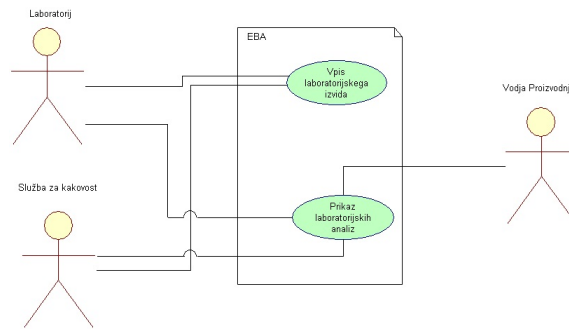 Laboratorij
EBA
Vpis
laboratorijskega
izvida
Vodja Proizvodnj
Služba za kakovost
Prikaz
laboratorijskih
analiz